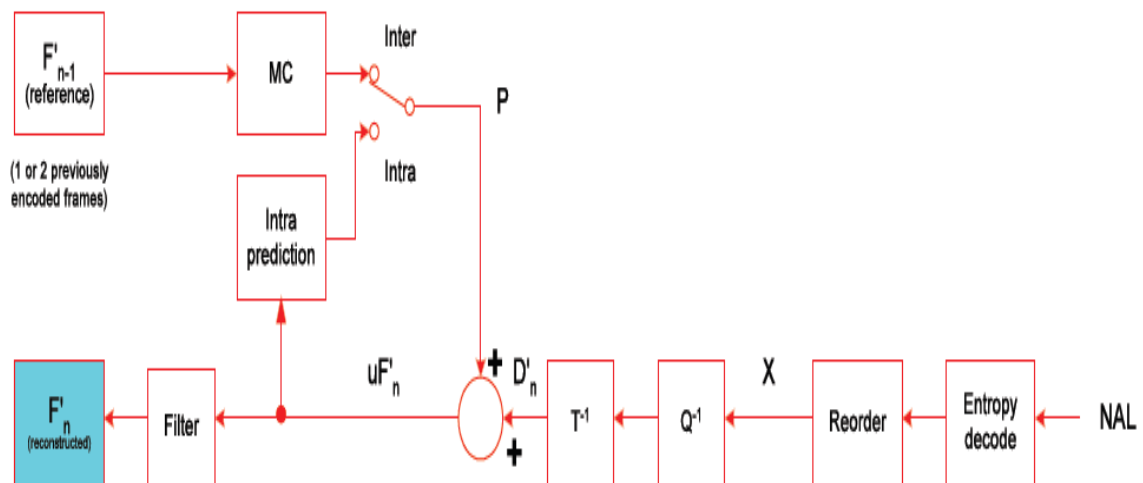 F'n-1
(reference)
(1 or 2 previously
encoded frames)
MC
Inter
Intra
P
Intra
prediction
F'n
(reconstructed)
Filter
uF'n
+
+
D'n
T-1
Q-1
X
Reorder
Entropy
decode
NAL